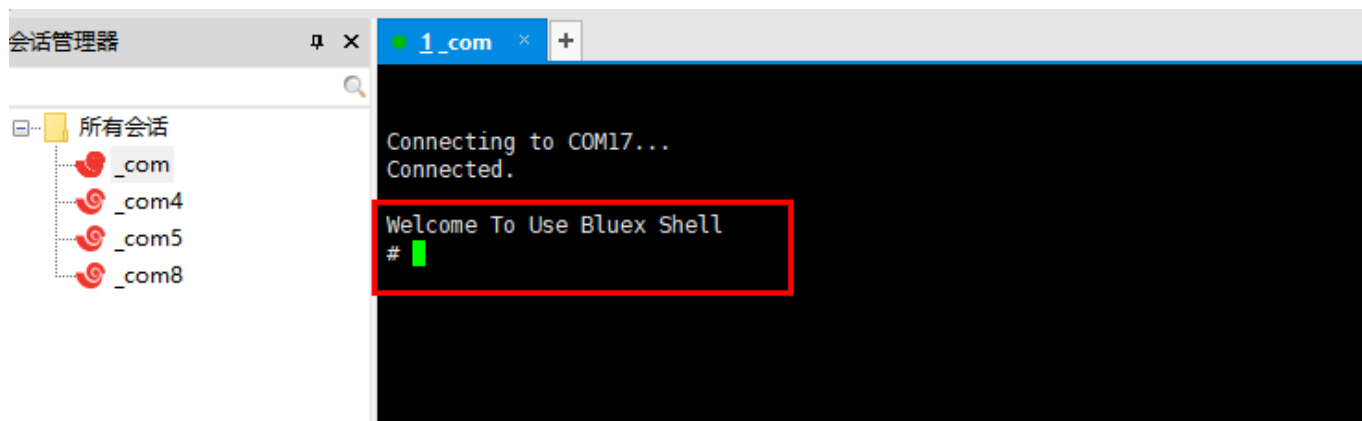 会话管理器
1_com
所有会话
_com
_com4
_com5
_com8
Connecting to COM17...
Connected.
Welcome To Use Bluex Shell
#